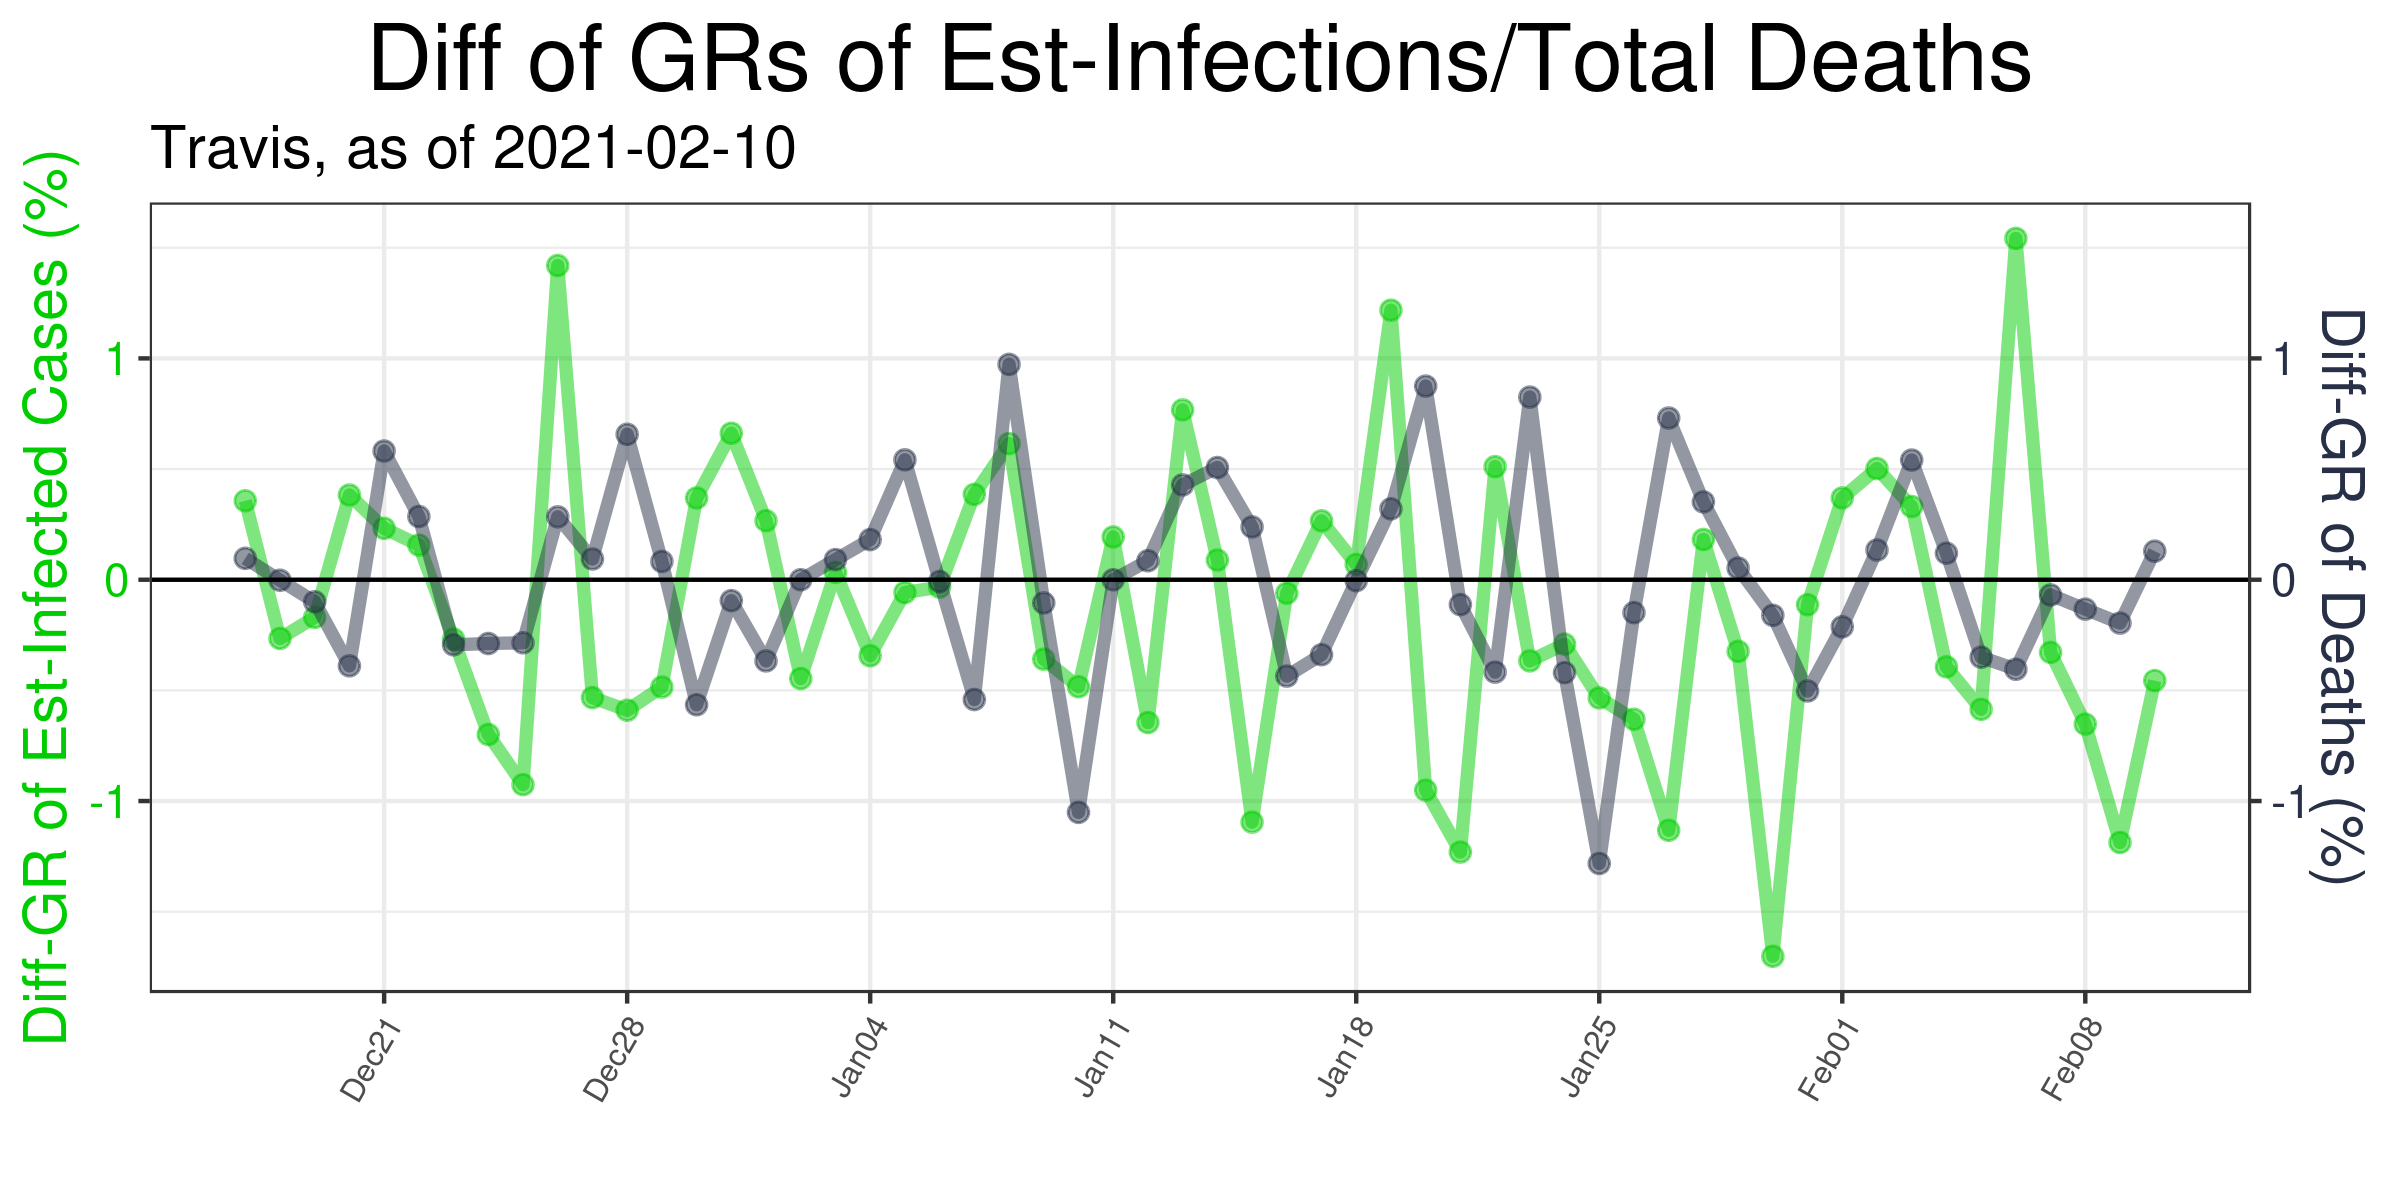 Diff of GRs of Est-Infections/Total Deaths
Travis, as of 2021-02-10
Diff-GR of Est-Infected Cases (%)
1
0
-1
1
0
-1
Diff-GR of Deaths (%)
Dec21
Dec28
Jan04
Jan11
Jan18
Jan25
Feb01
Feb08